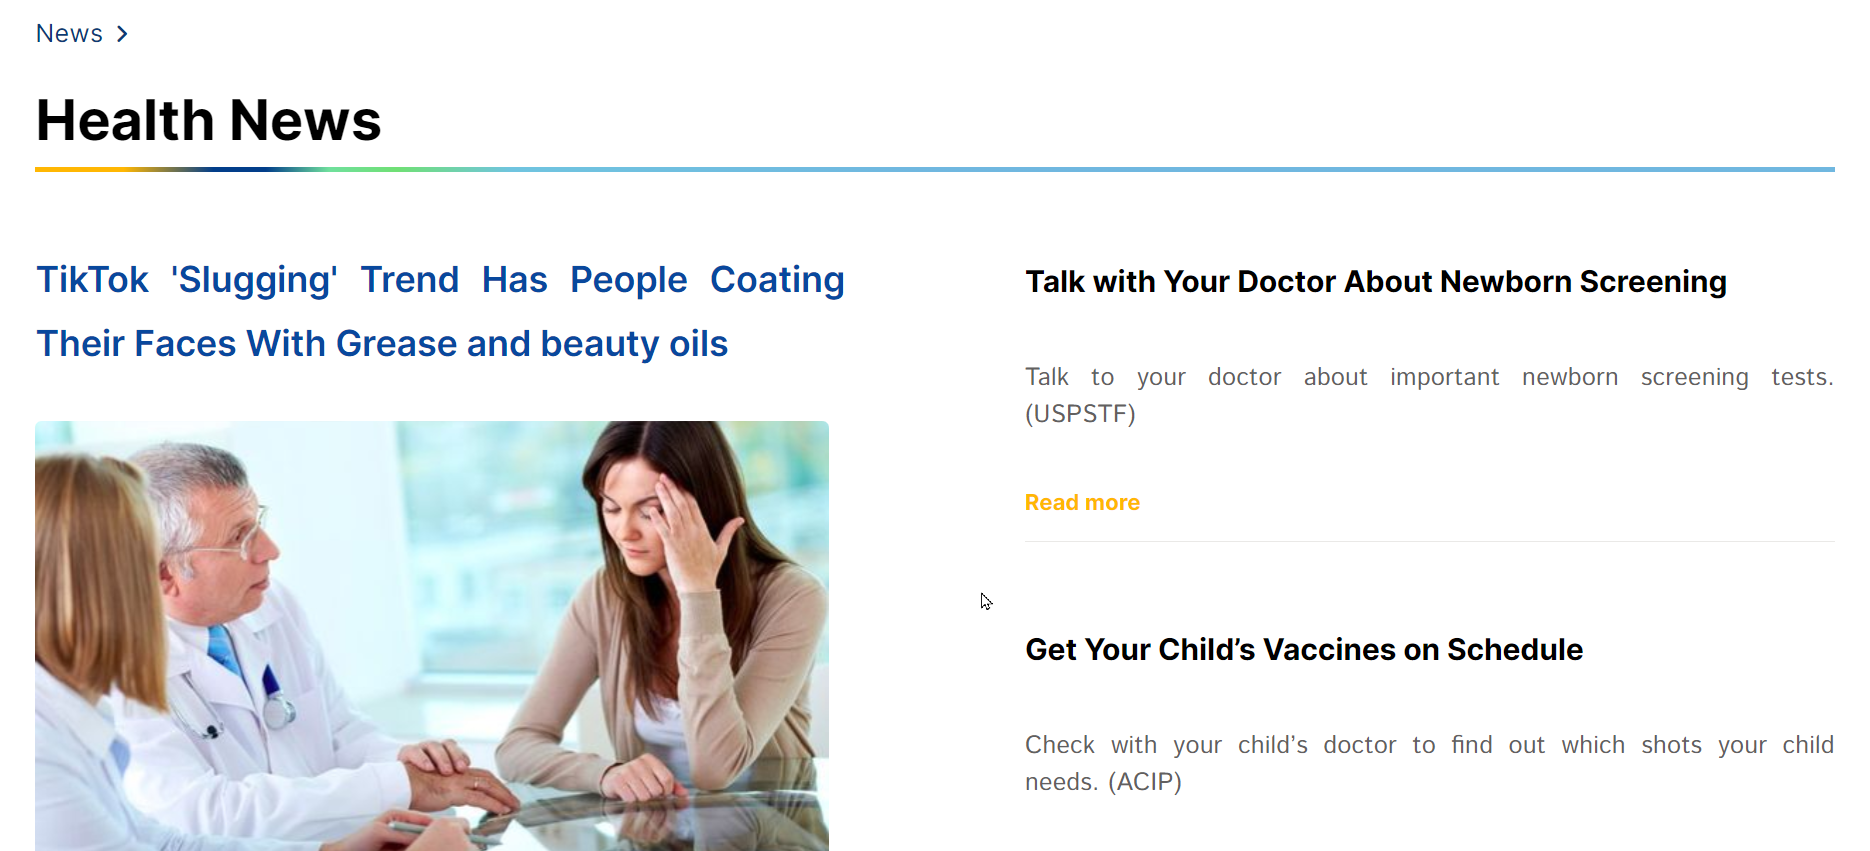 News
Health News
TikTok 'Slugging' Trend Has People Coating
Their Faces With Grease and beauty oils
Talk with Your Doctor About Newborn Screening
Talk to your doctor about important newborn screening tests.
(USPSTF)
Read more
Get Your Child’s Vaccines on Schedule
Check with your child’s doctor to find out which shots your child
needs. (ACIP)